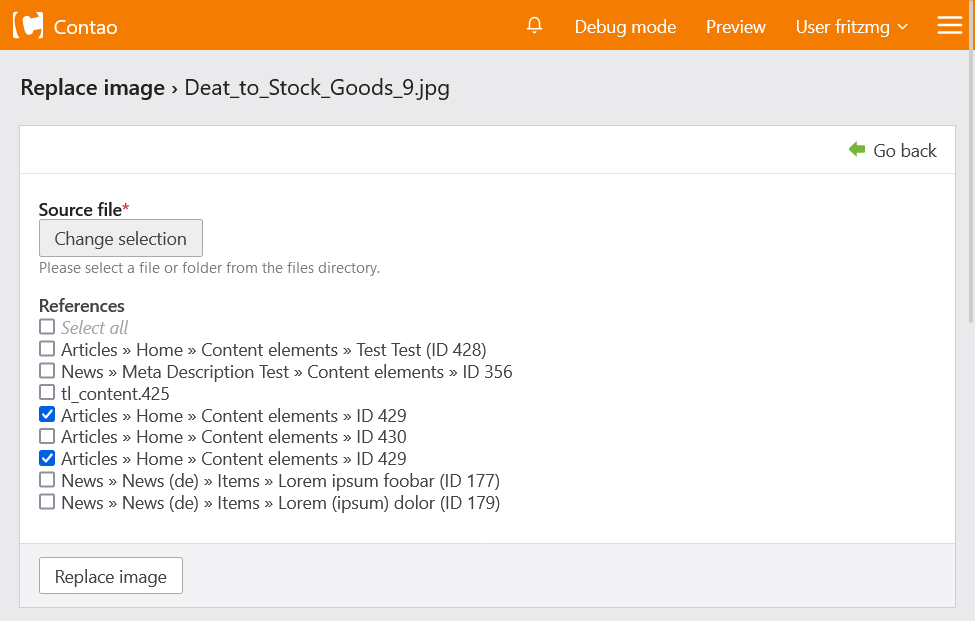 Contao Debug mode Preview User fritzmg
Replace image › Deat_to_Stock_Goods_9.jpg
Go back
Source file*
Change selection
Please select a file or folder from the files directory.
References
Select all
Articles » Home » Content elements » Test Test (ID 428)
News » Meta Description Test » Content elements » ID 356
tl_content.425
Articles » Home » Content elements » ID 429
Articles » Home » Content elements » ID 430
Articles » Home » Content elements » ID 429
News » News (de) » Items » Lorem ipsum foobar (ID 177)
News » News (de) » Items » Lorem (ipsum) dolor (ID 179)
Replace image